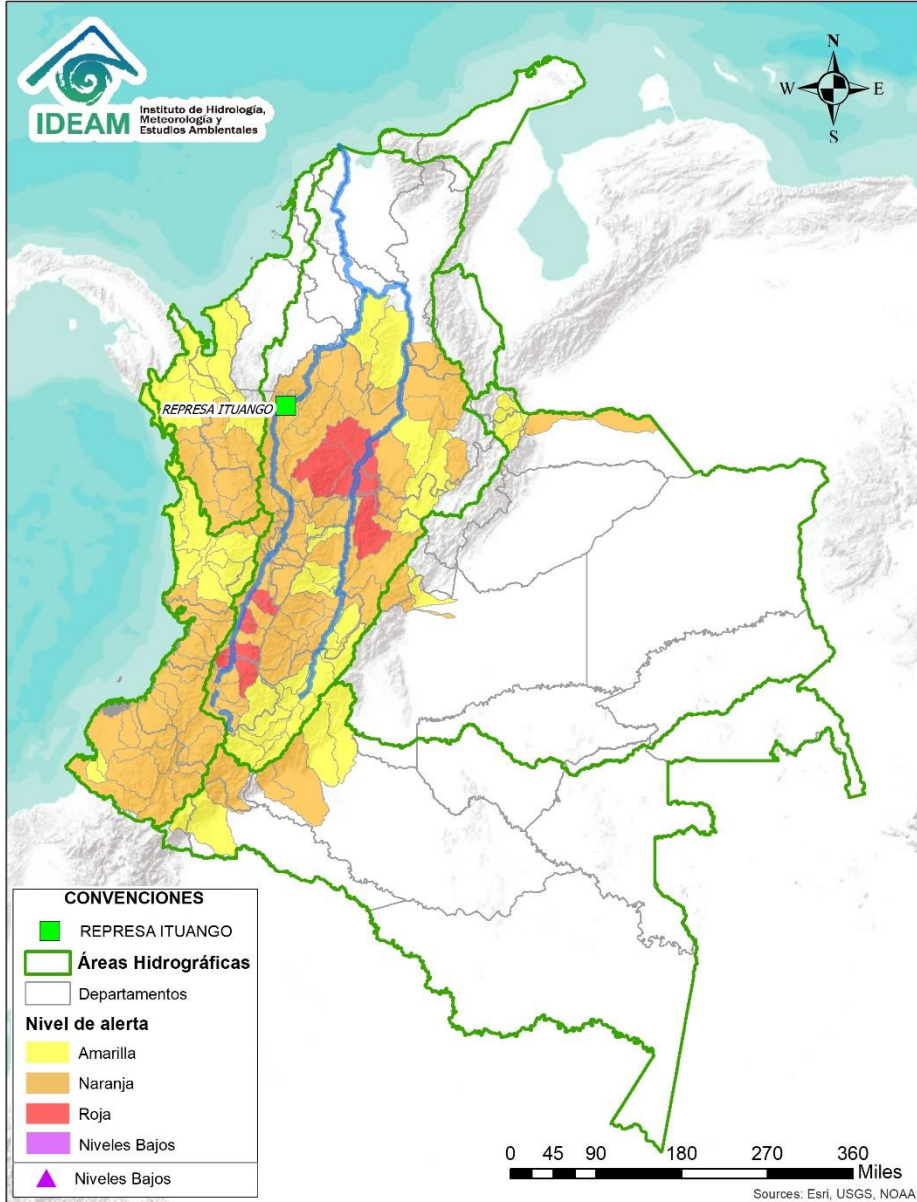 IDEAM
Instituto de Hidrología,
Meteorología y
Estudios Ambientales
N
W
E
S
REPRESA ITUANGO
CONVENCIONES
REPRESA ITUANGO
Áreas Hidrográficas
Departamentos
Nivel de alerta
Amarilla
Naranja
Roja
Niveles Bajos
Niveles Bajos
0 45 90 180 270 360
Miles
Sources: Esri, USGS, NOAA